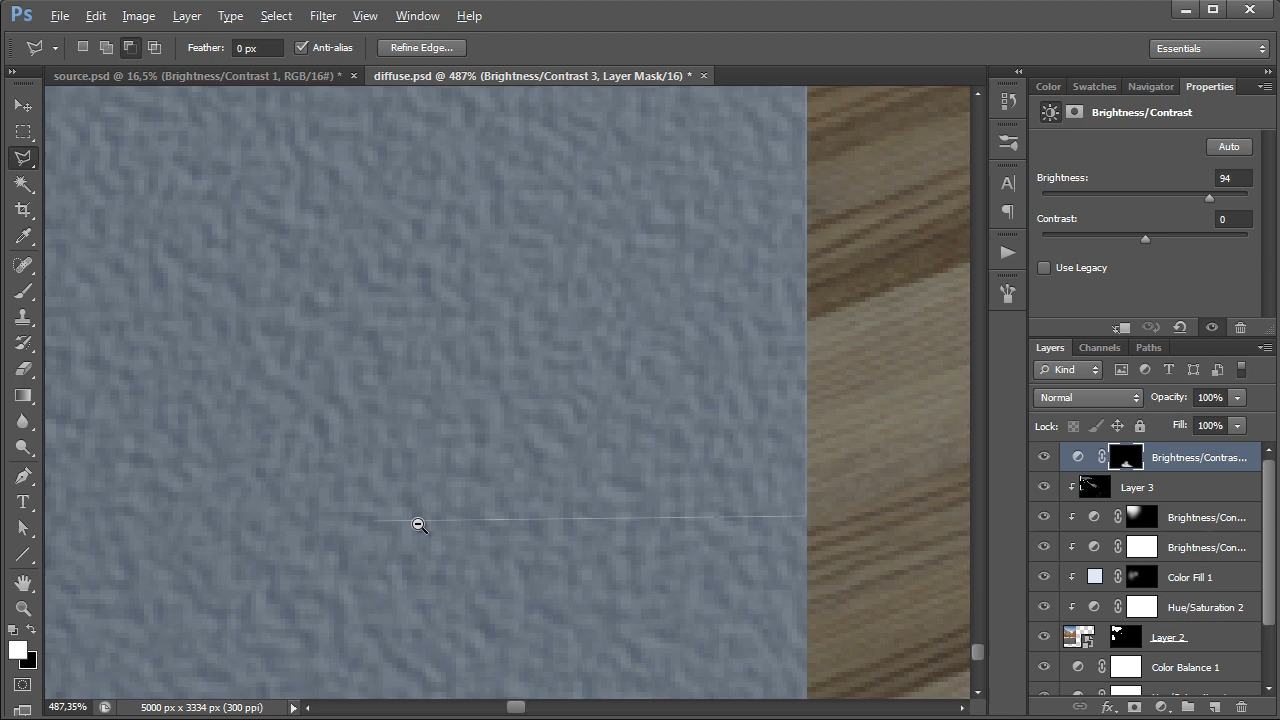 Ps File Edit Image Layer Type Select Filter View Window Help
Feather: 0 px Anti-alias Refine Edge... Essentials
source.psd @ 16,5% (Brightness/Contrast 1, RGB/16#) * × diffuse.psd @ 487% (Brightness/Contrast 3, Layer Mask/16) * ×
Color Swatches Navigator Properties
Brightness/Contrast
Auto
Brightness: 94
Contrast: 0
Use Legacy
Layers Channels Paths
Kind
Normal Opacity: 100%
Lock: Fill: 100%
Brightness/Contras...
Layer 3
Brightness/Con...
Brightness/Con...
Color Fill 1
Hue/Saturation 2
Layer 2
Color Balance 1
487,35% 5000 px x 3334 px (300 ppi)